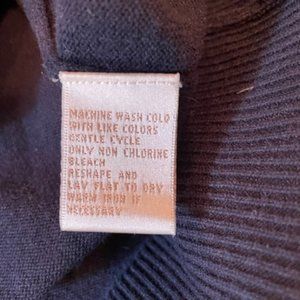 MACHINE WASH COLD
WITH LIKE COLORS
GENTLE CYCLE
ONLY NON CHLORINE
BLEACH
RESHAPE AND
LAY FLAT TO DRY
WARM IRON IF
NECESSARY